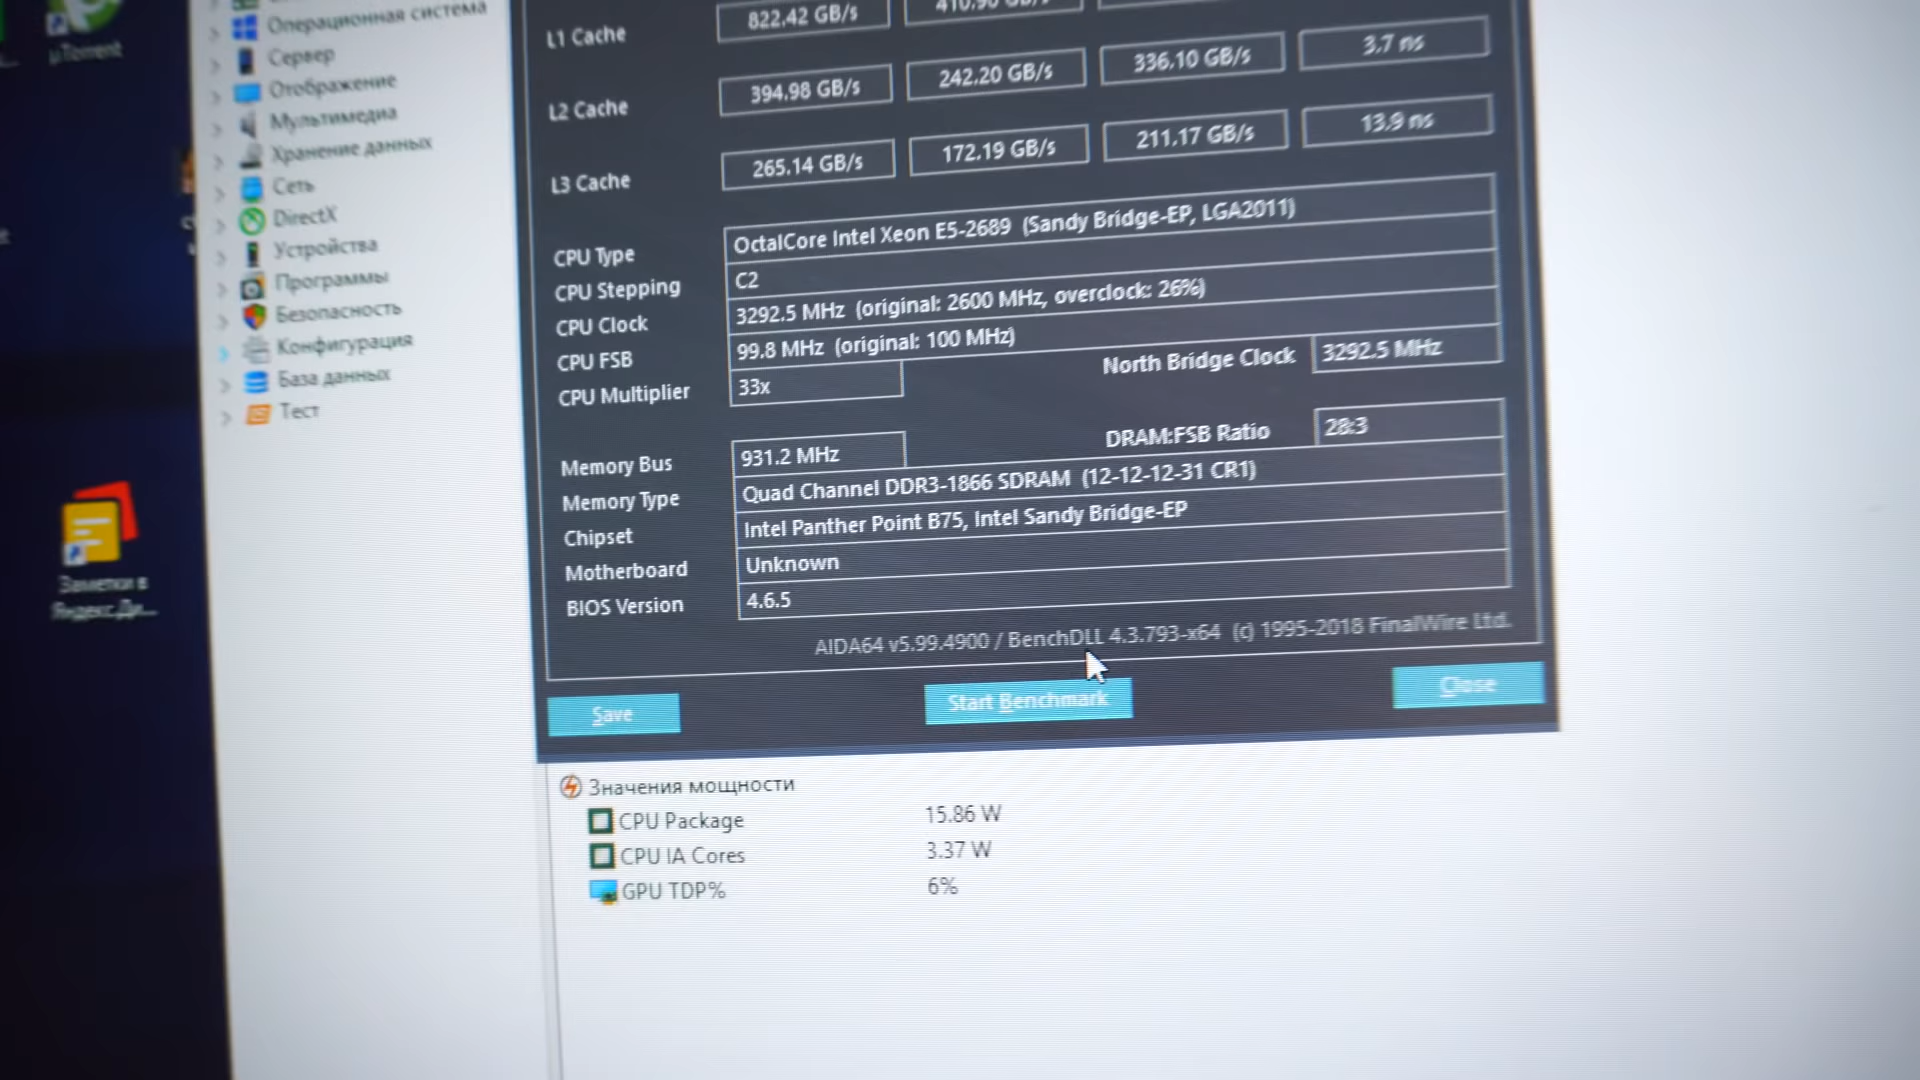 µTorrent
Операционная система
Сервер
Отображение
Мультимедиа
Хранение данных
Сеть
DirectX
Устройства
Программы
Безопасность
Конфигурация
База данных
Тест
Заметки в
Яндекс.Ди...
L1 Cache 822.42 GB/s 410.90 GB/s
L2 Cache 394.98 GB/s 242.20 GB/s 336.10 GB/s 3.7 ns
L3 Cache 265.14 GB/s 172.19 GB/s 211.17 GB/s 13.9 ns
CPU Type OctalCore Intel Xeon E5-2689 (Sandy Bridge-EP, LGA2011)
CPU Stepping C2
CPU Clock 3292.5 MHz (original: 2600 MHz, overclock: 26%)
CPU FSB 99.8 MHz (original: 100 MHz)
CPU Multiplier 33x North Bridge Clock 3292.5 MHz
Memory Bus 931.2 MHz DRAM:FSB Ratio 28:3
Memory Type Quad Channel DDR3-1866 SDRAM (12-12-12-31 CR1)
Chipset Intel Panther Point B75, Intel Sandy Bridge-EP
Motherboard Unknown
BIOS Version 4.6.5
AIDA64 v5.99.4900 / BenchDLL 4.3.793-x64 (c) 1995-2018 FinalWire Ltd.
Save Start Benchmark Close
Значения мощности
CPU Package 15.86 W
CPU IA Cores 3.37 W
GPU TDP% 6%